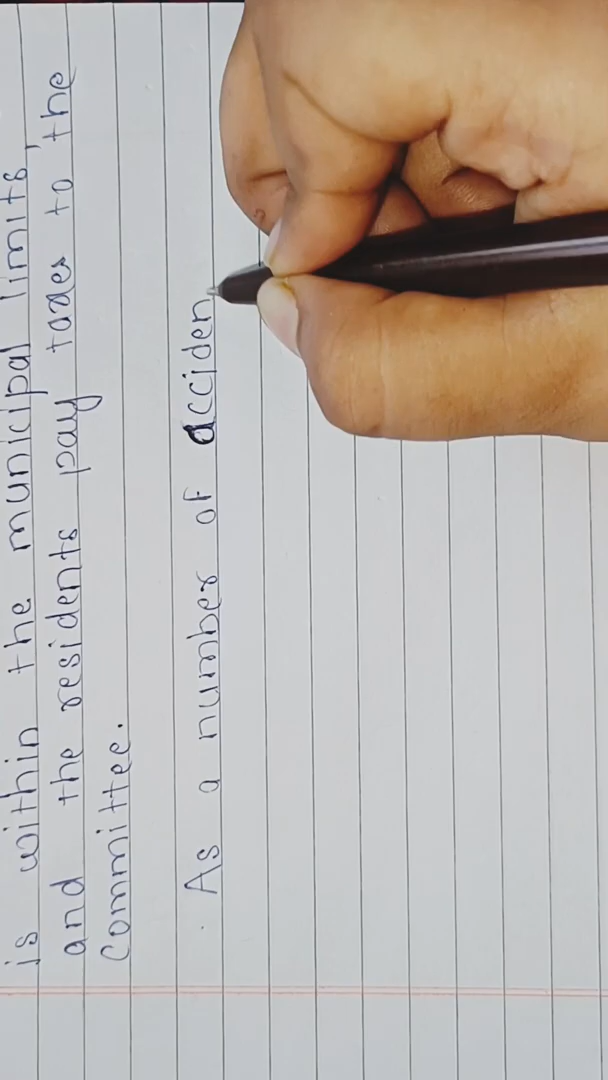 is within the municipal limits,
and the residents pay taxes to the
committee.
As a number of acciden